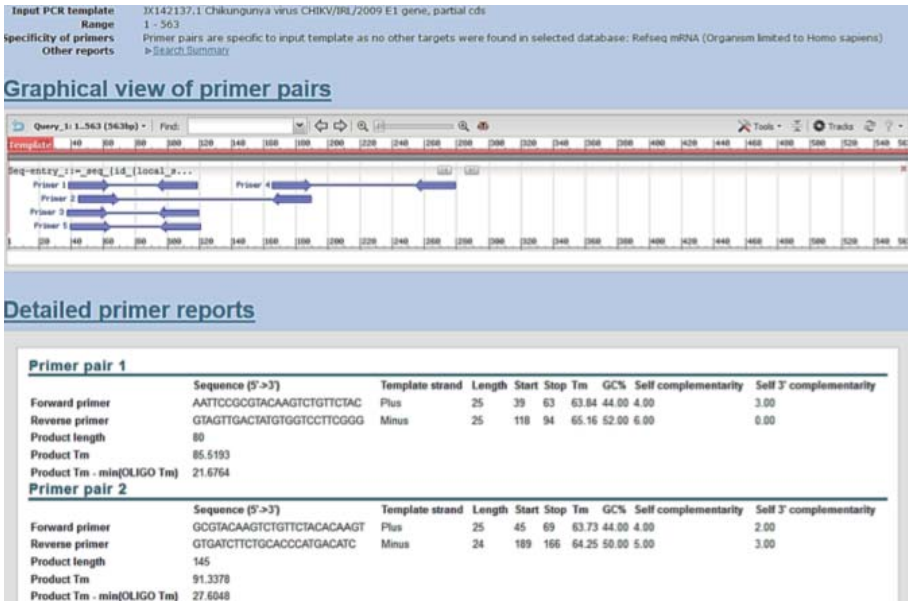 Input PCR template JX142137.1 Chikungunya virus CHIKV/IRL/2009 E1 gene, partial cds
Range 1 - 563
Specificity of primers Primer pairs are specific to input template as no other targets were found in selected database: Refseq mRNA (Organism limited to Homo sapiens)
Other reports Search Summary
Graphical view of primer pairs
Query_1: 1..563 (563bp) Find: Tools Tracks ?
Template
Primer 1 Primer 4
Primer 2
Primer 3
Primer 5
Detailed primer reports
Primer pair 1
Sequence (5'->3') Template strand Length Start Stop Tm GC% Self complementarity Self 3' complementarity
Forward primer AATTCCGCGTACAAGTCTGTTCTAC Plus 25 39 63 63.84 44.00 4.00 3.00
Reverse primer GTAGTTGACTATGTGGTCCTTCGGG Minus 25 118 94 65.16 52.00 6.00 0.00
Product length 80
Product Tm 85.5193
Product Tm - min(OLIGO Tm) 21.6764
Primer pair 2
Sequence (5'->3') Template strand Length Start Stop Tm GC% Self complementarity Self 3' complementarity
Forward primer GCGTACAAGTCTGTTCTACACAAGT Plus 25 45 69 63.73 44.00 4.00 2.00
Reverse primer GTGATCTTCTGCACCCATGACATC Minus 24 189 166 64.25 50.00 5.00 3.00
Product length 145
Product Tm 91.3378
Product Tm - min(OLIGO Tm) 27.6048